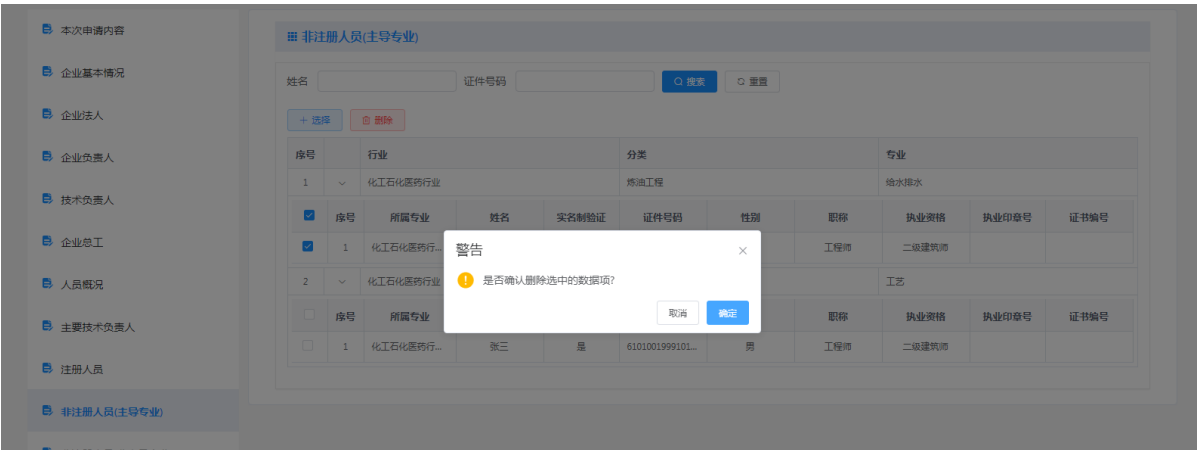 本次申请内容
企业基本情况
企业法人
企业负责人
技术负责人
企业总工
人员概况
主要技术负责人
注册人员
非注册人员(主导专业)
非注册人员(主导专业)
姓名 证件号码 搜索 重置
+ 选择 删除
序号 行业 分类 专业
1 化工石化医药行业 炼油工程 给水排水
序号 所属专业 姓名 实名制验证 证件号码 性别 职称 执业资格 执业印章号 证书编号
1 化工石化医药行... 工程师 二级建筑师
2 化工石化医药行业 工艺
序号 所属专业 职称 执业资格 执业印章号 证书编号
1 化工石化医药行... 张三 是 6101001999101... 男 工程师 二级建筑师
警告
是否确认删除选中的数据项?
取消 确定